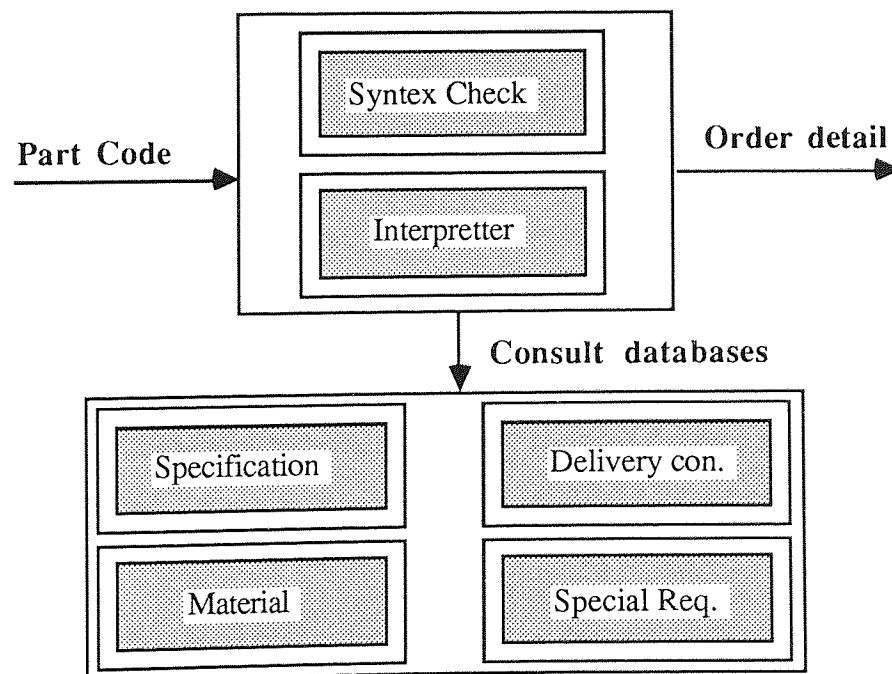 Syntex Check
Part Code
Order detail
Interpretter
Consult databases
Specification
Delivery con.
Material
Special Req.